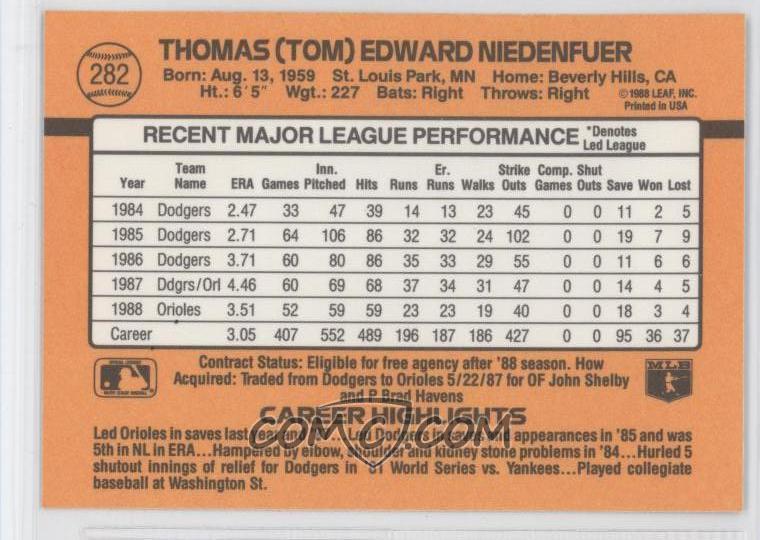 282
THOMAS (TOM) EDWARD NIEDENFUER
Born: Aug. 13, 1959 St. Louis Park, MN Home: Beverly Hills, CA
Ht.: 6'5" Wgt.: 227 Bats: Right Throws: Right ©1988 LEAF, INC.
Printed in USA
RECENT MAJOR LEAGUE PERFORMANCE *Denotes
Led League
Year Team Name ERA Games Inn. Pitched Hits Runs Er. Runs Walks Strike Outs Comp. Games Shut Outs Save Won Lost
1984 Dodgers 2.47 33 47 39 14 13 23 45 0 0 11 2 5
1985 Dodgers 2.71 64 106 86 32 32 24 102 0 0 19 7 9
1986 Dodgers 3.71 60 80 86 35 33 29 55 0 0 11 6 6
1987 Ddgrs/Orl 4.46 60 69 68 37 34 31 47 0 0 14 4 5
1988 Orioles 3.51 52 59 59 23 23 19 40 0 0 18 3 4
Career 3.05 407 552 489 196 187 186 427 0 0 95 36 37
Contract Status: Eligible for free agency after '88 season. How
Acquired: Traded from Dodgers to Orioles 5/22/87 for OF John Shelby
and P Brad Havens
MLB
CAREER HIGHLIGHTS
COMC.COM
Led Orioles in saves last year and Led Dodgers in saves and appearances in '85 and was
5th in NL in ERA...Hampered by elbow, shoulder and kidney stone problems in '84...Hurled 5
shutout innings of relief for Dodgers in '81 World Series vs. Yankees...Played collegiate
baseball at Washington St.